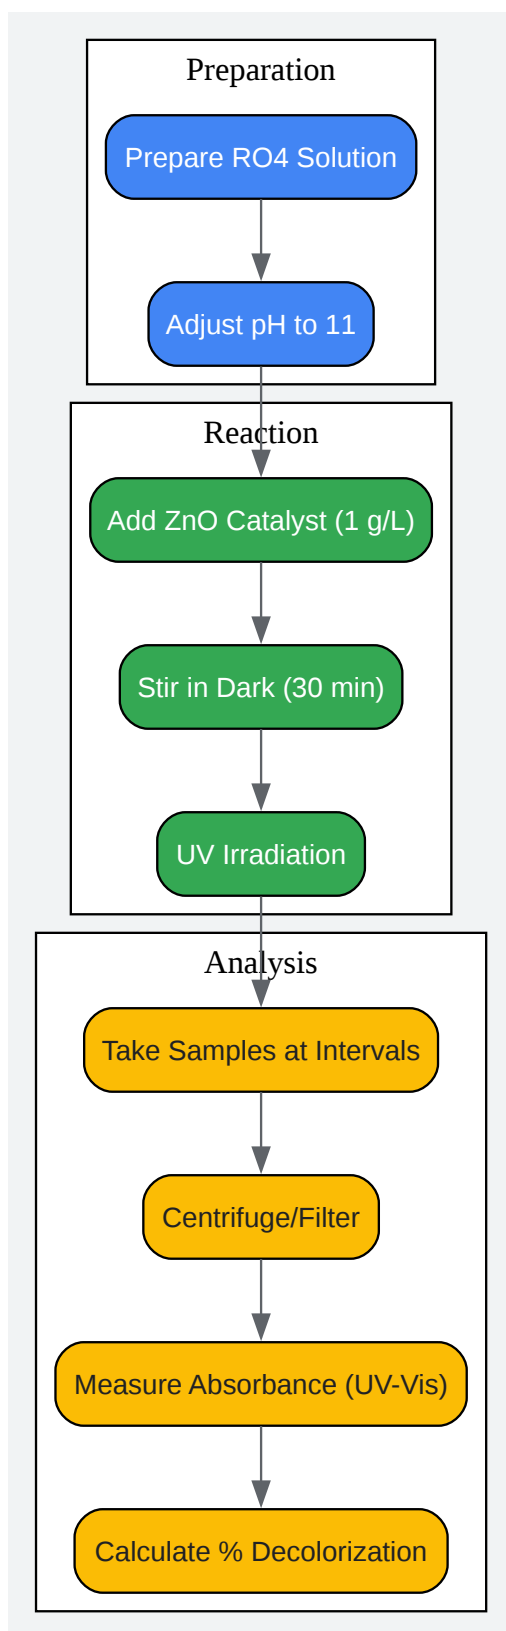 Preparation
Prepare RO4 Solution
Adjust pH to 11
Reaction
Add ZnO Catalyst (1 g/L)
Stir in Dark (30 min)
UV Irradiation
Analysis
Take Samples at Intervals
Centrifuge/Filter
Measure Absorbance (UV-Vis)
Calculate % Decolorization